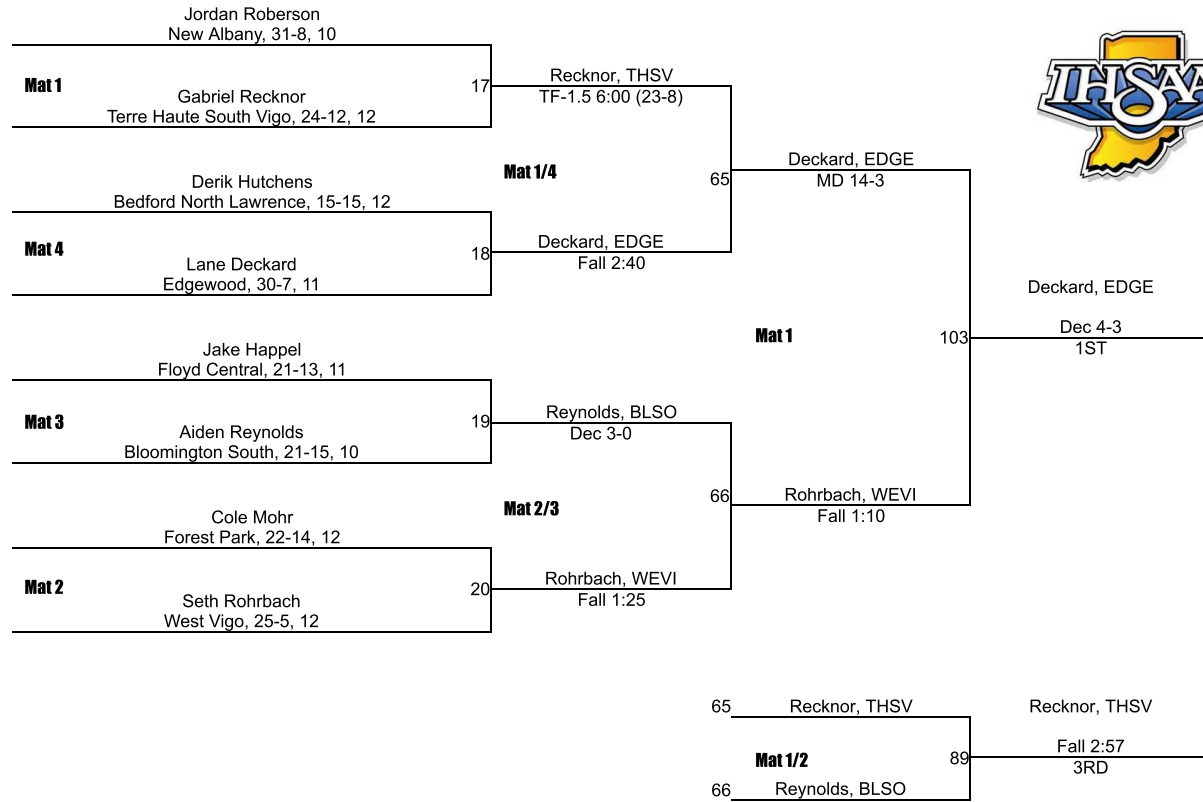 Jordan Roberson
New Albany, 31-8, 10
Mat 1
Gabriel Recknor
Terre Haute South Vigo, 24-12, 12
17
Recknor, THSV
TF-1.5 6:00 (23-8)
Derik Hutchens
Bedford North Lawrence, 15-15, 12
Mat 4
Lane Deckard
Edgewood, 30-7, 11
18
Deckard, EDGE
Fall 2:40
Mat 1/4
65
Deckard, EDGE
MD 14-3
Jake Happel
Floyd Central, 21-13, 11
Mat 3
Aiden Reynolds
Bloomington South, 21-15, 10
19
Reynolds, BLSO
Dec 3-0
Cole Mohr
Forest Park, 22-14, 12
Mat 2
Seth Rohrbach
West Vigo, 25-5, 12
20
Rohrbach, WEVI
Fall 1:25
Mat 2/3
66
Rohrbach, WEVI
Fall 1:10
Mat 1
103
Deckard, EDGE
Dec 4-3
1ST
IHSAA
65
Recknor, THSV
Mat 1/2
66
Reynolds, BLSO
89
Recknor, THSV
Fall 2:57
3RD